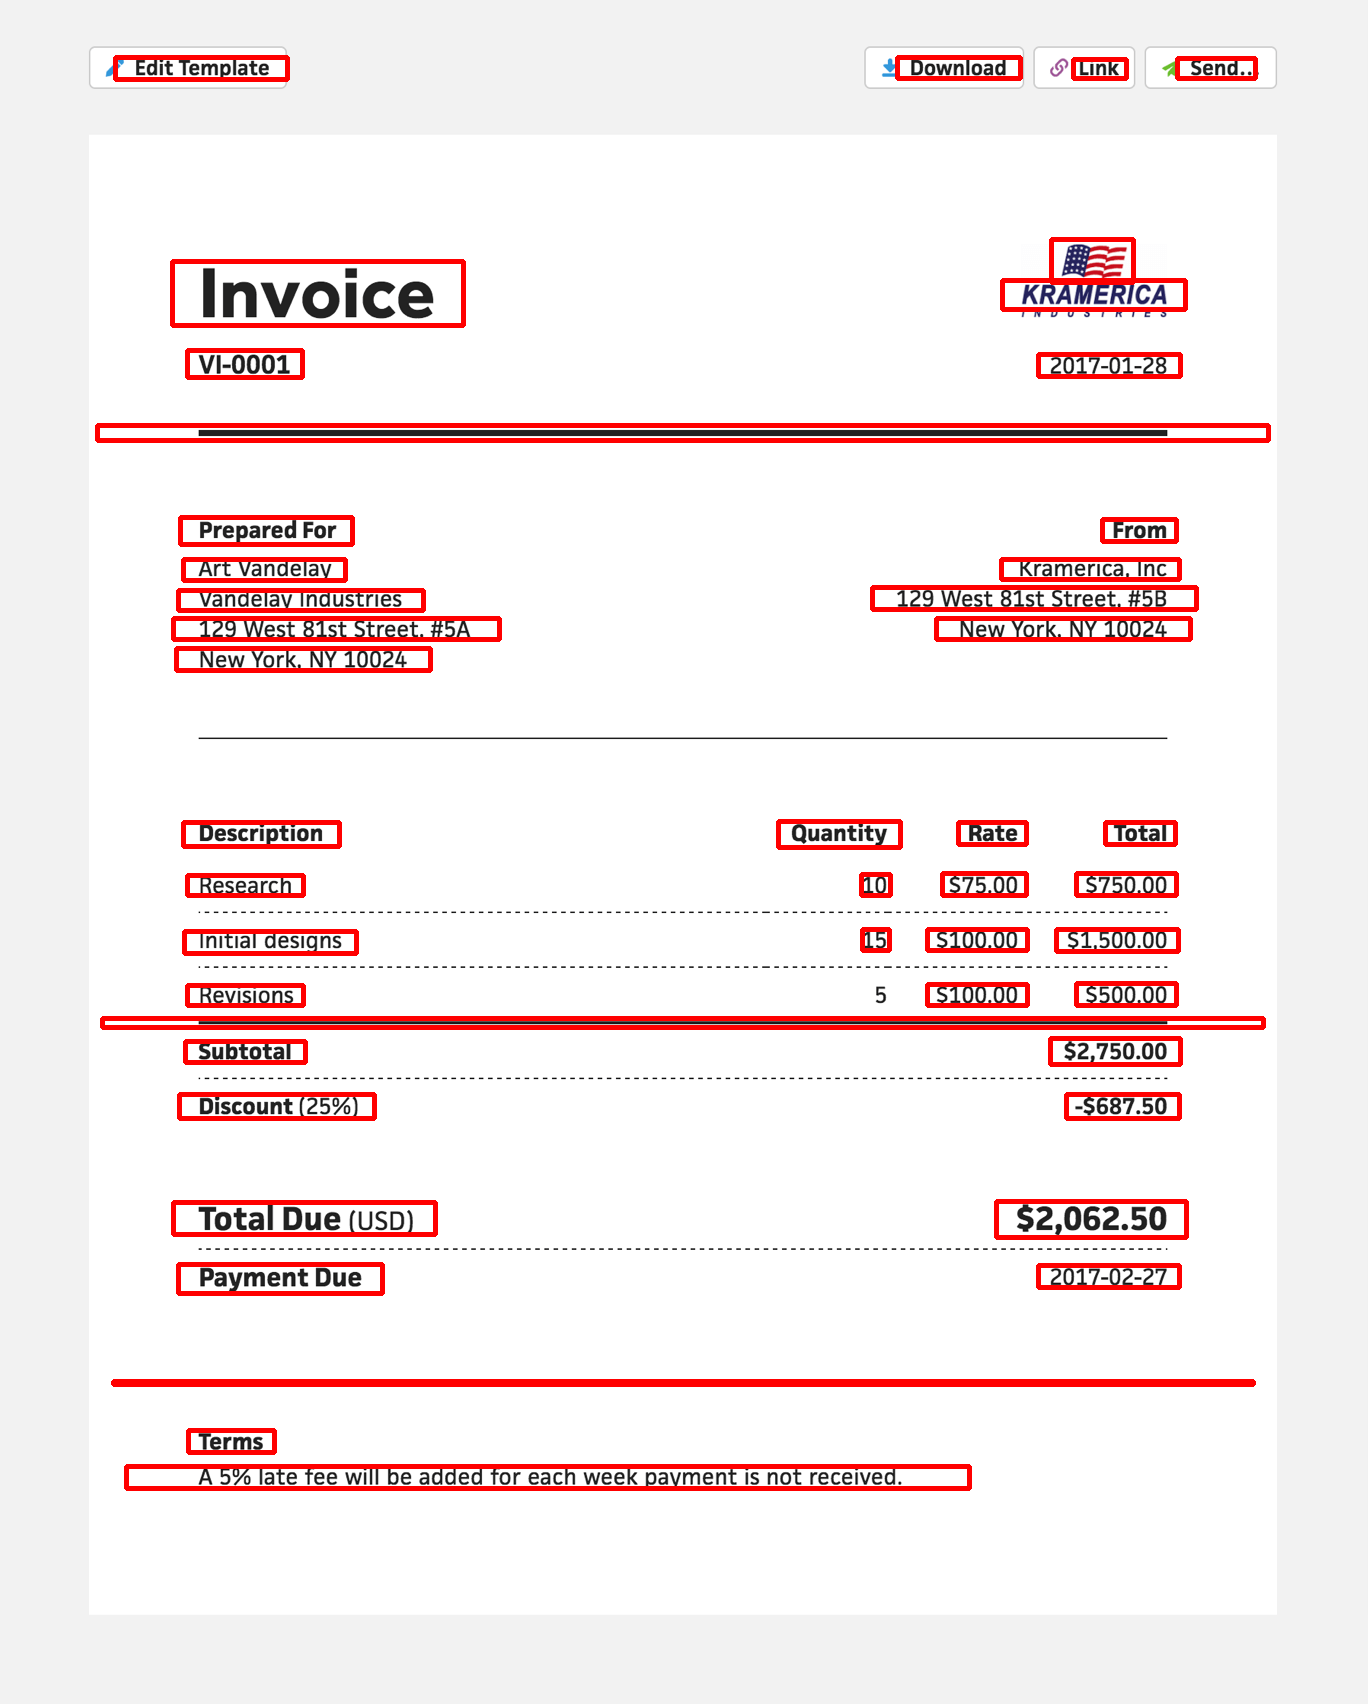 Edit Template Download Link Send...
KRAMERICA
INDUSTRIES
Invoice
VI-0001 2017-01-28
Prepared For From
Art Vandelay Kramerica, Inc
Vandelay Industries 129 West 81st Street, #5B
129 West 81st Street, #5A New York, NY 10024
New York, NY 10024
Description Quantity Rate Total
Research 10 $75.00 $750.00
Initial designs 15 $100.00 $1,500.00
Revisions 5 $100.00 $500.00
Subtotal $2,750.00
Discount (25%) -$687.50
Total Due (USD) $2,062.50
Payment Due 2017-02-27
Terms
A 5% late fee will be added for each week payment is not received.